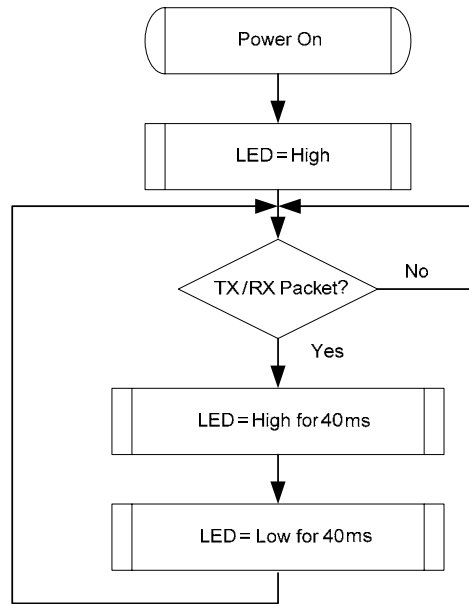 Power On
LED = High
TX / RX Packet?
No
Yes
LED = High for 40ms
LED = Low for 40ms